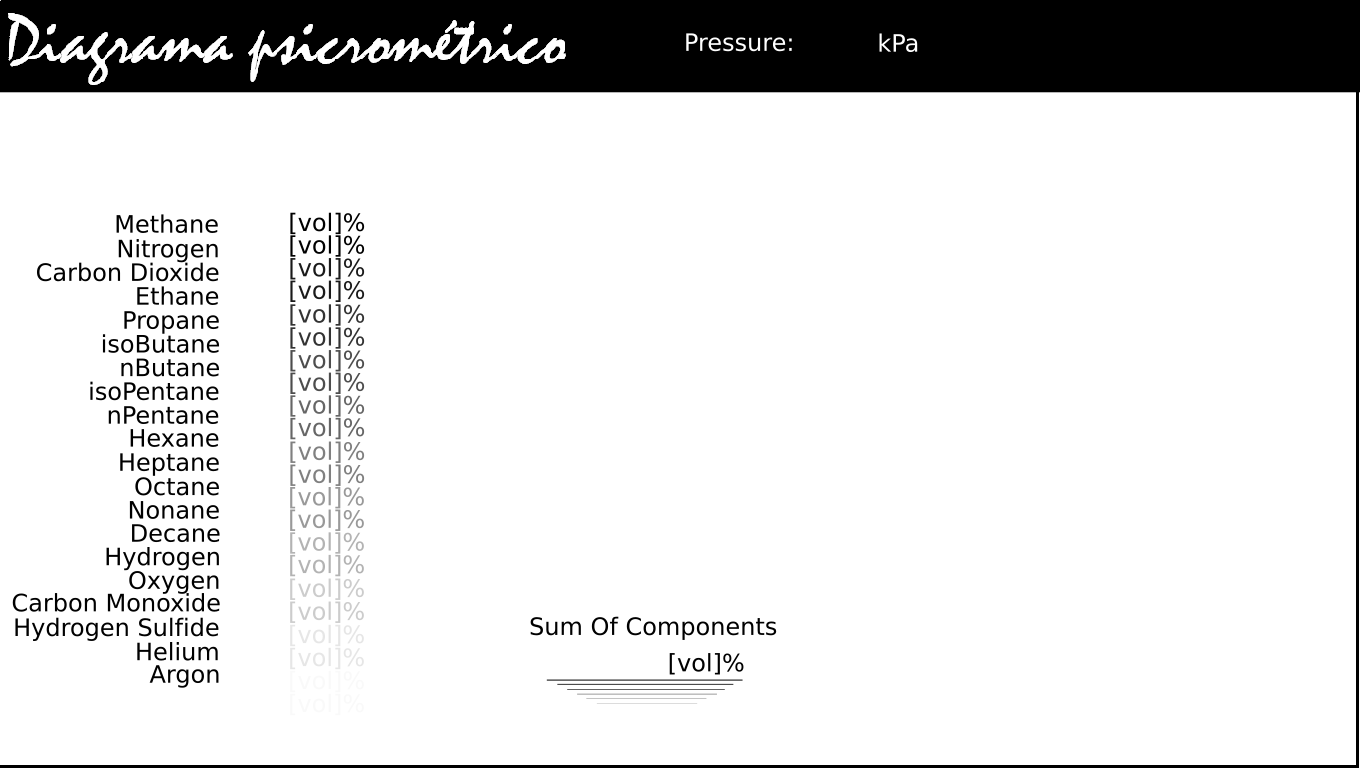 Diagrama psicrométrico Pressure: kPa
Methane [vol]%
Nitrogen [vol]%
Carbon Dioxide [vol]%
Ethane [vol]%
Propane [vol]%
isoButane [vol]%
nButane [vol]%
isoPentane [vol]%
nPentane [vol]%
Hexane [vol]%
Heptane [vol]%
Octane [vol]%
Nonane [vol]%
Decane [vol]%
Hydrogen [vol]%
Oxygen [vol]%
Carbon Monoxide [vol]%
Hydrogen Sulfide [vol]%
Helium [vol]%
Argon [vol]%
[vol]%
[vol]%
Sum Of Components
[vol]%